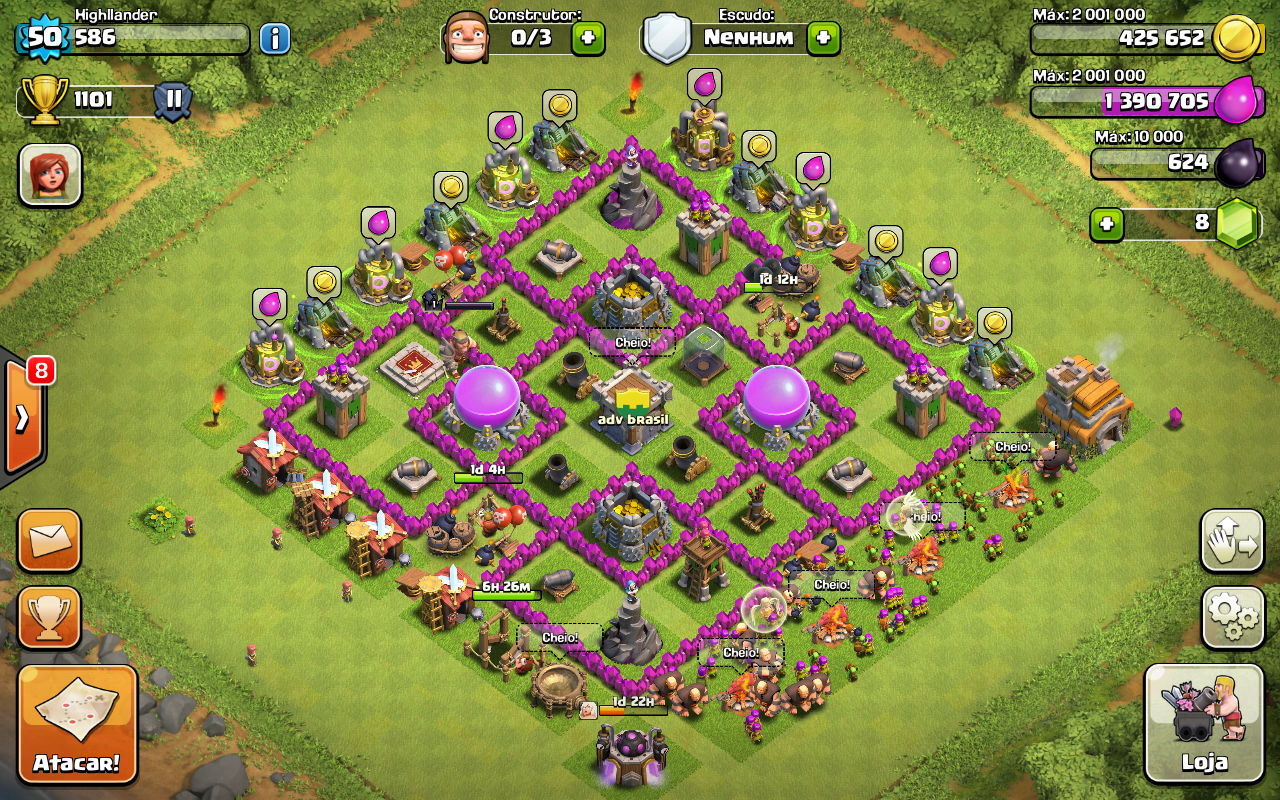 Highllander
50 586
i
1101
Construtor:
0/3
Escudo:
Nenhum
Máx: 2 001 000
425 652
Máx: 2 001 000
1 390 705
Máx: 10 000
624
8
8
1d 12H
Cheio!
adv brasil
Cheio!
1d 4H
Cheio!
6H 26M
Cheio!
Cheio!
Cheio!
1d 22H
Atacar!
Loja